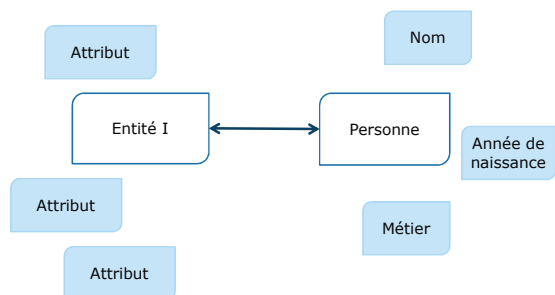 Attribut
Nom
Entité I
Personne
Année de
naissance
Attribut
Métier
Attribut